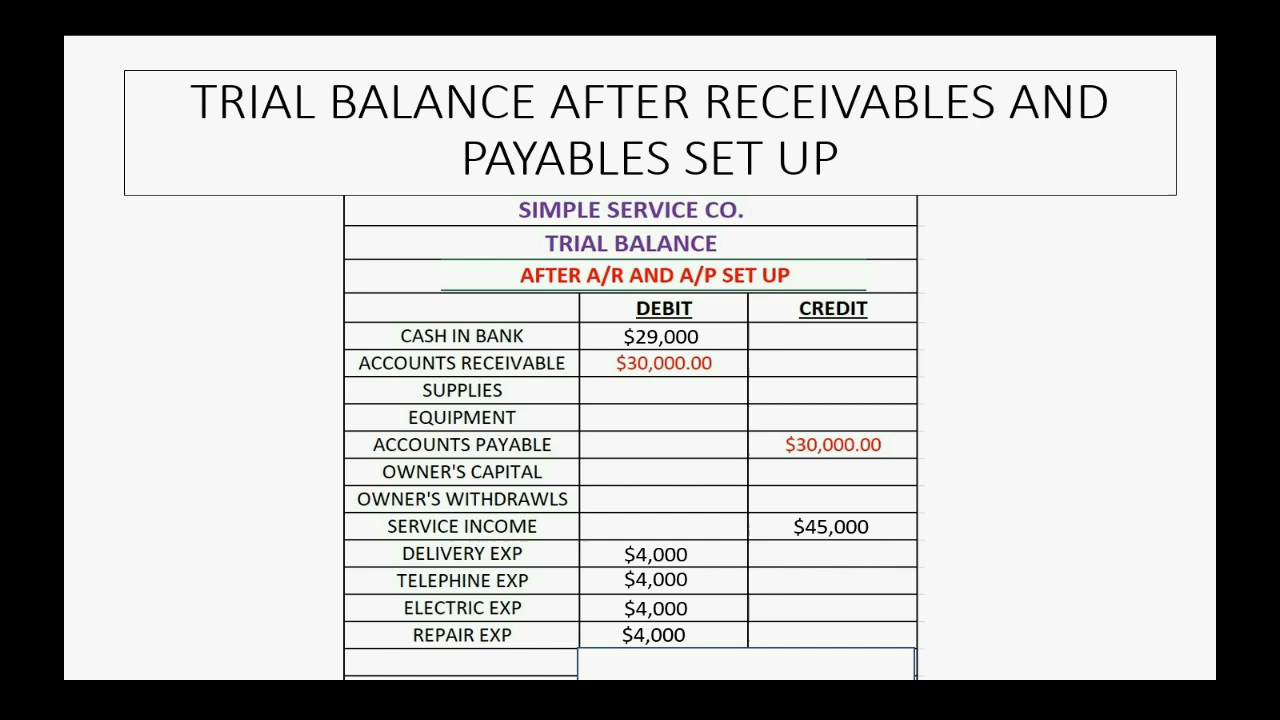 TRIAL BALANCE AFTER RECEIVABLES AND
PAYABLES SET UP
SIMPLE SERVICE CO.
TRIAL BALANCE
AFTER A/R AND A/P SET UP
DEBIT CREDIT
CASH IN BANK $29,000
ACCOUNTS RECEIVABLE $30,000.00
SUPPLIES
EQUIPMENT
ACCOUNTS PAYABLE $30,000.00
OWNER'S CAPITAL
OWNER'S WITHDRAWLS
SERVICE INCOME $45,000
DELIVERY EXP $4,000
TELEPHINE EXP $4,000
ELECTRIC EXP $4,000
REPAIR EXP $4,000